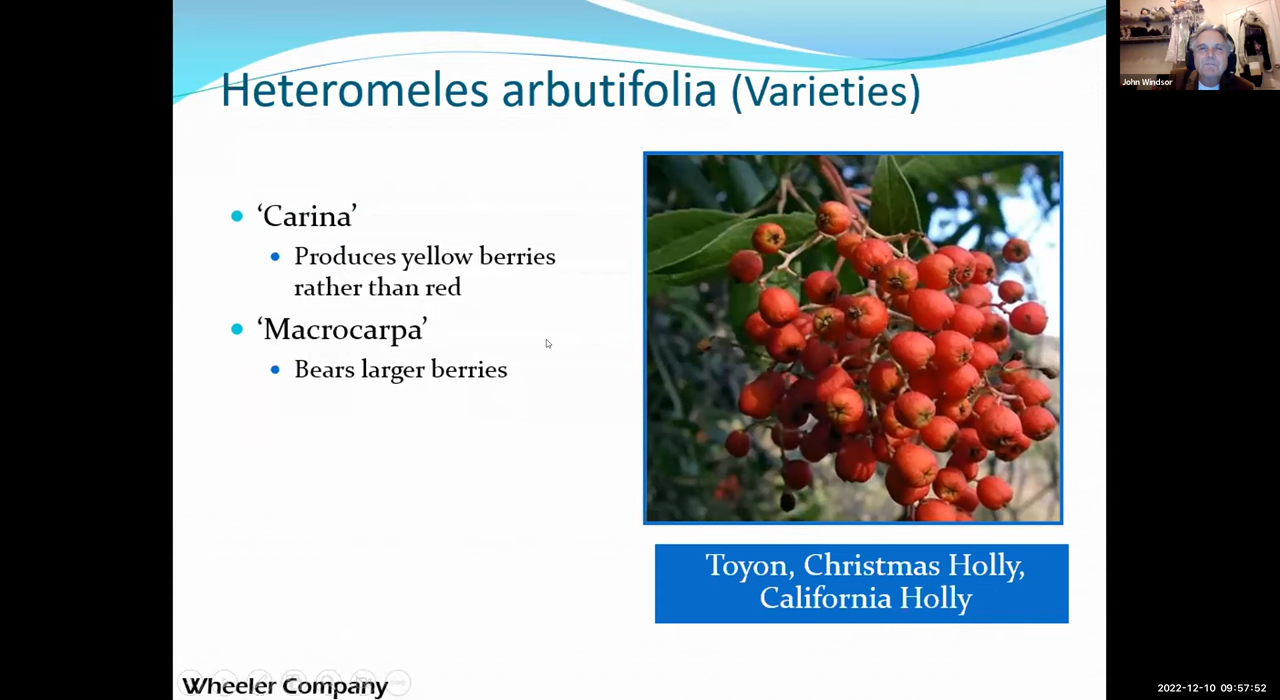 Heteromeles arbutifolia (Varieties)
‘Carina’
Produces yellow berries
rather than red
‘Macrocarpa’
Bears larger berries
Toyon, Christmas Holly,
California Holly
Wheeler Company
John Windsor
2022-12-10 09:57:52